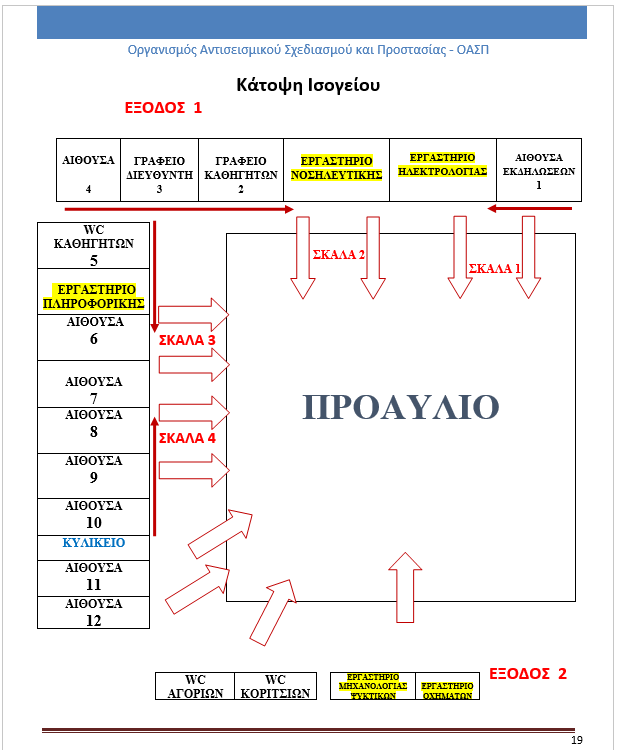 Οργανισμός Αντισεισμικού Σχεδιασμού και Προστασίας - ΟΑΣΠ
Κάτοψη Ισογείου
ΕΞΟΔΟΣ 1
ΑΙΘΟΥΣΑ
4
ΓΡΑΦΕΙΟ
ΔΙΕΥΘΥΝΤΗ
3
ΓΡΑΦΕΙΟ
ΚΑΘΗΓΗΤΩΝ
2
ΕΡΓΑΣΤΗΡΙΟ
ΝΟΣΗΛΕΥΤΙΚΗΣ
ΕΡΓΑΣΤΗΡΙΟ
ΗΛΕΚΤΡΟΛΟΓΙΑΣ
ΑΙΘΟΥΣΑ
ΕΚΔΗΛΩΣΕΩΝ
1
WC
ΚΑΘΗΓΗΤΩΝ
5
ΕΡΓΑΣΤΗΡΙΟ
ΠΛΗΡΟΦΟΡΙΚΗΣ
ΑΙΘΟΥΣΑ
6
ΑΙΘΟΥΣΑ
7
ΑΙΘΟΥΣΑ
8
ΑΙΘΟΥΣΑ
9
ΑΙΘΟΥΣΑ
10
ΚΥΛΙΚΕΙΟ
ΑΙΘΟΥΣΑ
11
ΑΙΘΟΥΣΑ
12
ΣΚΑΛΑ 2
ΣΚΑΛΑ 1
ΣΚΑΛΑ 3
ΣΚΑΛΑ 4
ΠΡΟΑΥΛΙΟ
WC
ΑΓΟΡΙΩΝ
WC
ΚΟΡΙΤΣΙΩΝ
ΕΡΓΑΣΤΗΡΙΟ
ΜΗΧΑΝΟΛΟΓΙΑΣ
ΨΥΚΤΙΚΩΝ
ΕΡΓΑΣΤΗΡΙΟ
ΟΧΗΜΑΤΩΝ
ΕΞΟΔΟΣ 2
19